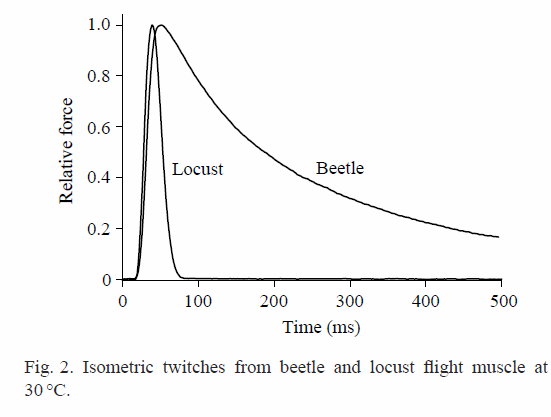 1.0
0.8
0.6
0.4
0.2
0
Relative force
Locust
Beetle
0 100 200 300 400 500
Time (ms)
Fig. 2. Isometric twitches from beetle and locust flight muscle at
30 °C.